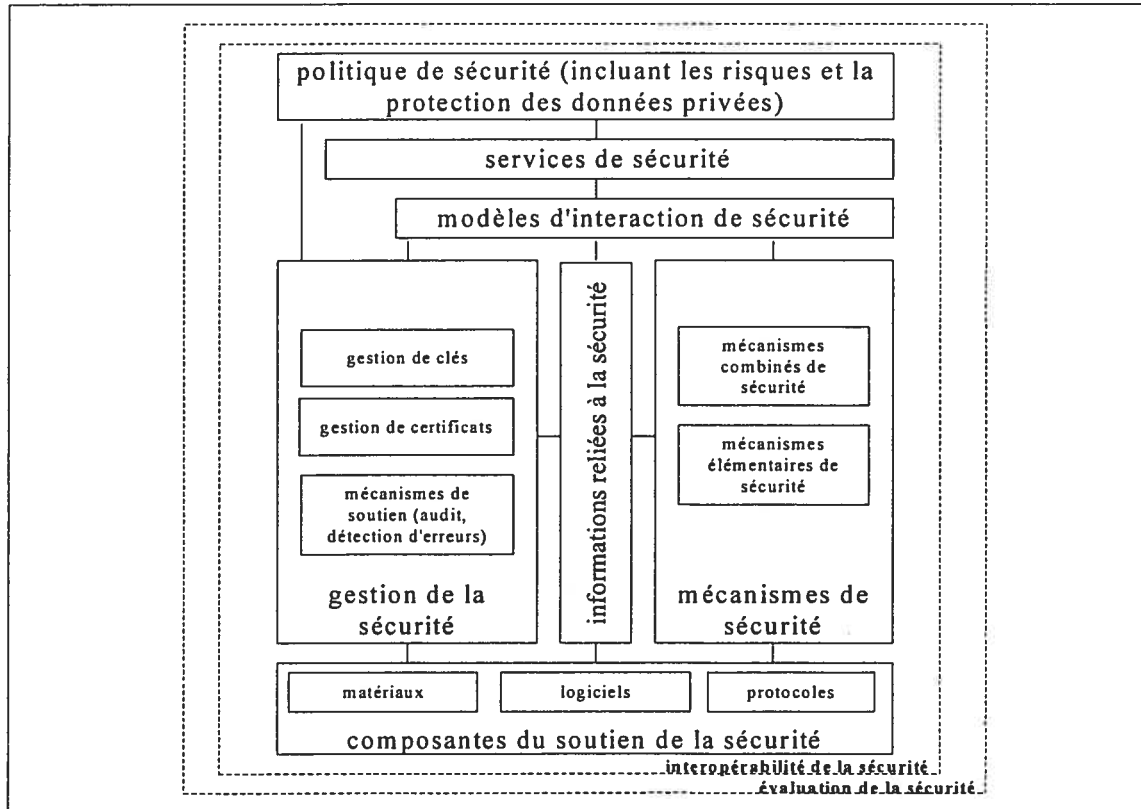 politique de sécurité (incluant les risques et la
protection des données privées)
services de sécurité
modèles d'interaction de sécurité
gestion de clés
gestion de certificats
mécanismes de
soutien (audit,
détection d'erreurs)
gestion de la
sécurité
informations reliées à la sécurité
mécanismes
combinés de
sécurité
mécanismes
élémentaires de
sécurité
mécanismes de
sécurité
matériaux
logiciels
protocoles
composantes du soutien de la sécurité
interopérabilité de la sécurité
évaluation de la sécurité